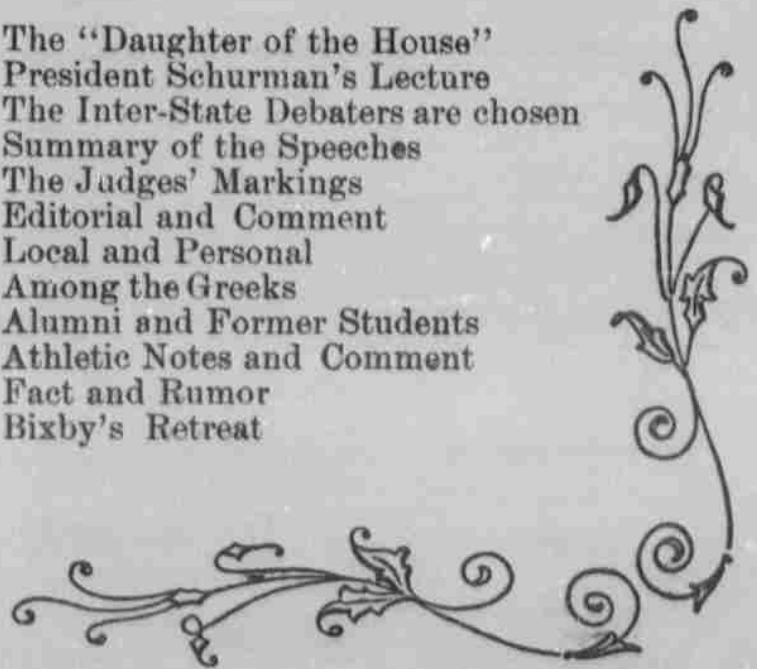 The "Daughter of the House"
President Schurman's Lecture
The Inter-State Debaters are chosen
Summary of the Speeches
The Judges' Markings
Editorial and Comment
Local and Personal
Among the Greeks
Alumni and Former Students
Athletic Notes and Comment
Fact and Rumor
Bixby's Retreat